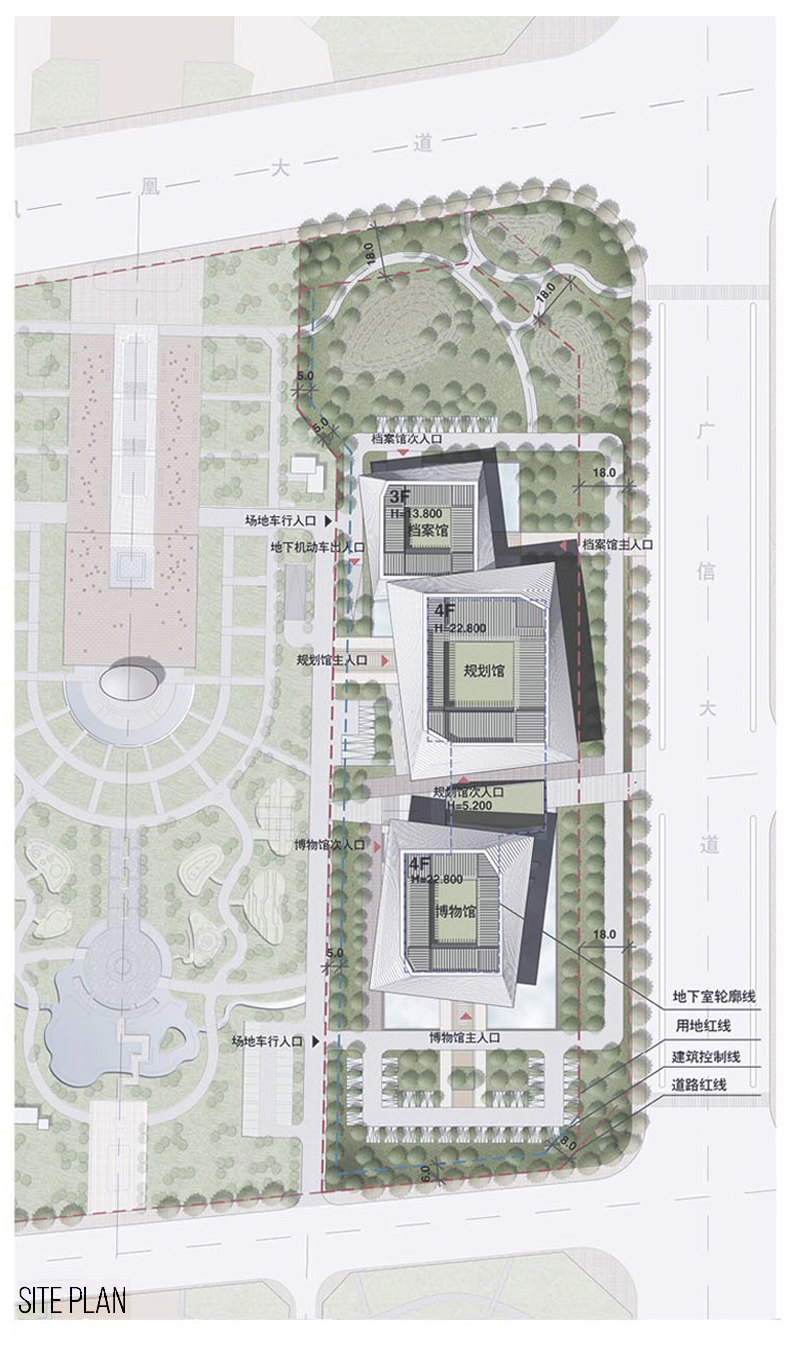 凰大道
18.0
18.0
5.0
5.0
档案馆次入口
18.0
3F
H=13.800
档案馆
场地车行入口
地下机动车出入口
档案馆主入口
广信大道
4F
H=22.800
规划馆
规划馆主入口
规划馆次入口
H=5.200
博物馆次入口
4F
H=22.800
博物馆
18.0
5.0
地下室轮廓线
用地红线
建筑控制线
道路红线
场地车行入口
博物馆主入口
8.0
6.0
SITE PLAN